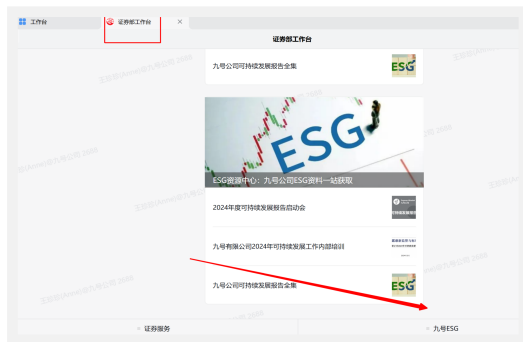 工作台
证券部工作台
×
证券部工作台
九号公司可持续发展报告全集
ESG
ESG
ESG资源中心：九号公司ESG资料一站获取
2024年度可持续发展报告启动会
九号有限公司2024年可持续发展工作内部培训
九号公司可持续发展报告全集
ESG
证券服务
九号ESG